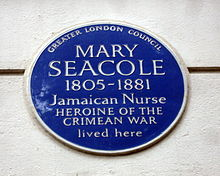 GREATER LONDON COUNCIL
MARY
SEACOLE
1805-1881
Jamaican Nurse
HEROINE OF THE
CRIMEAN WAR
lived here